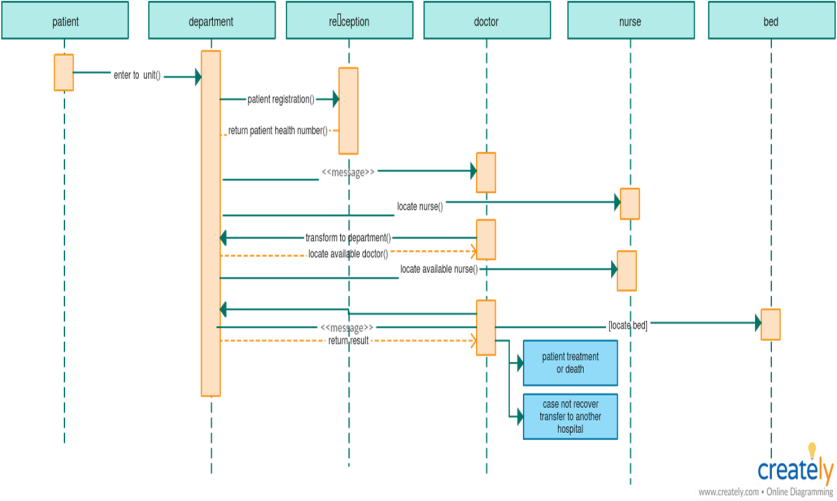 patient
department
re▯ception
doctor
nurse
bed
enter to unit()
patient registration()
return patient health number()
<<message>>
locate nurse()
transform to department()
locate available doctor()
locate available nurse()
<<message>>
[locate bed]
return result
patient treatment
or death
case not recover
transfer to another
hospital
creately
www.creately.com • Online Diagramming